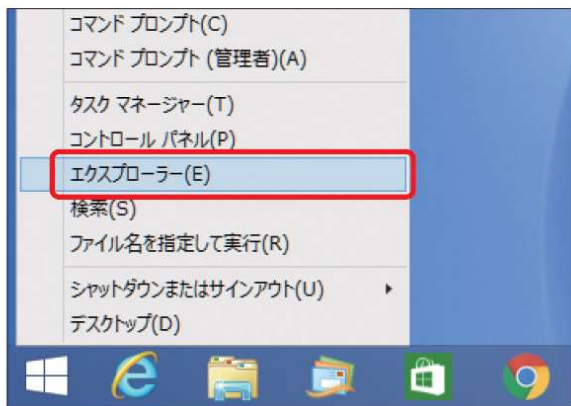 コマンド プロンプト(C)
コマンド プロンプト (管理者)(A)
タスク マネージャー(T)
コントロール パネル(P)
エクスプローラー(E)
検索(S)
ファイル名を指定して実行(R)
シャットダウンまたはサインアウト(U)
デスクトップ(D)